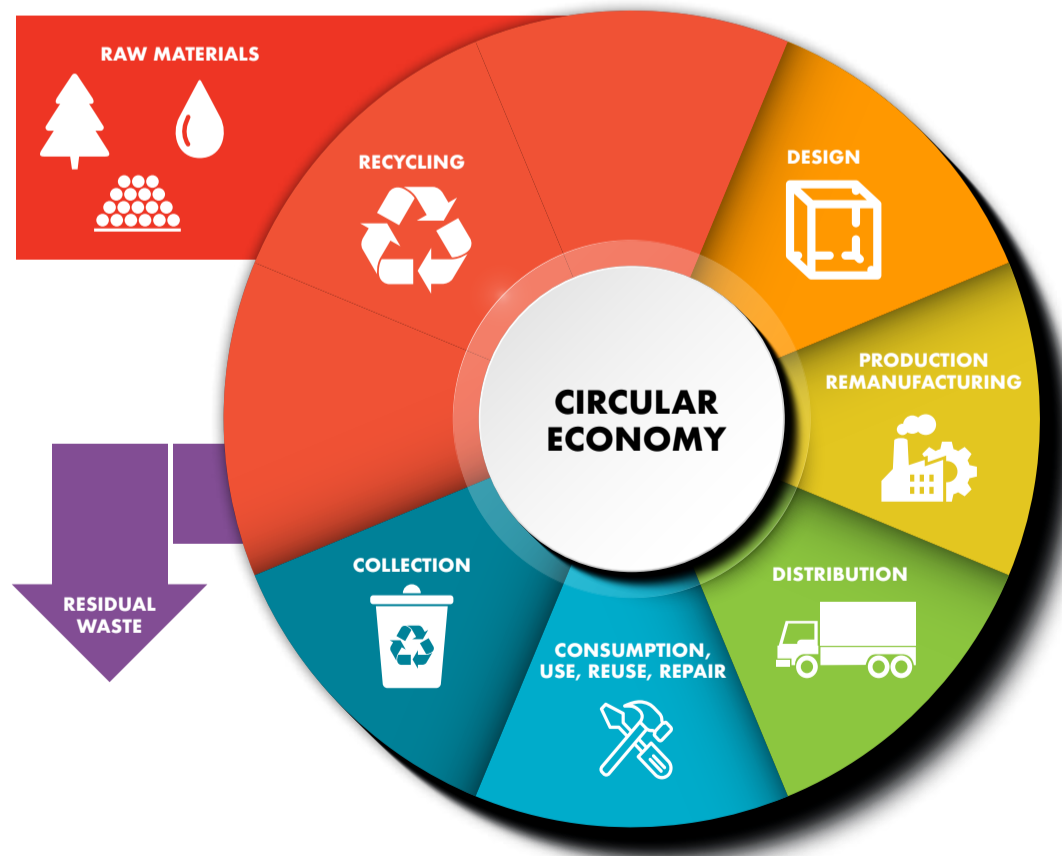 RAW MATERIALS
RECYCLING
DESIGN
PRODUCTION
REMANUFACTURING
CIRCULAR
ECONOMY
DISTRIBUTION
CONSUMPTION,
USE, REUSE, REPAIR
COLLECTION
RESIDUAL
WASTE